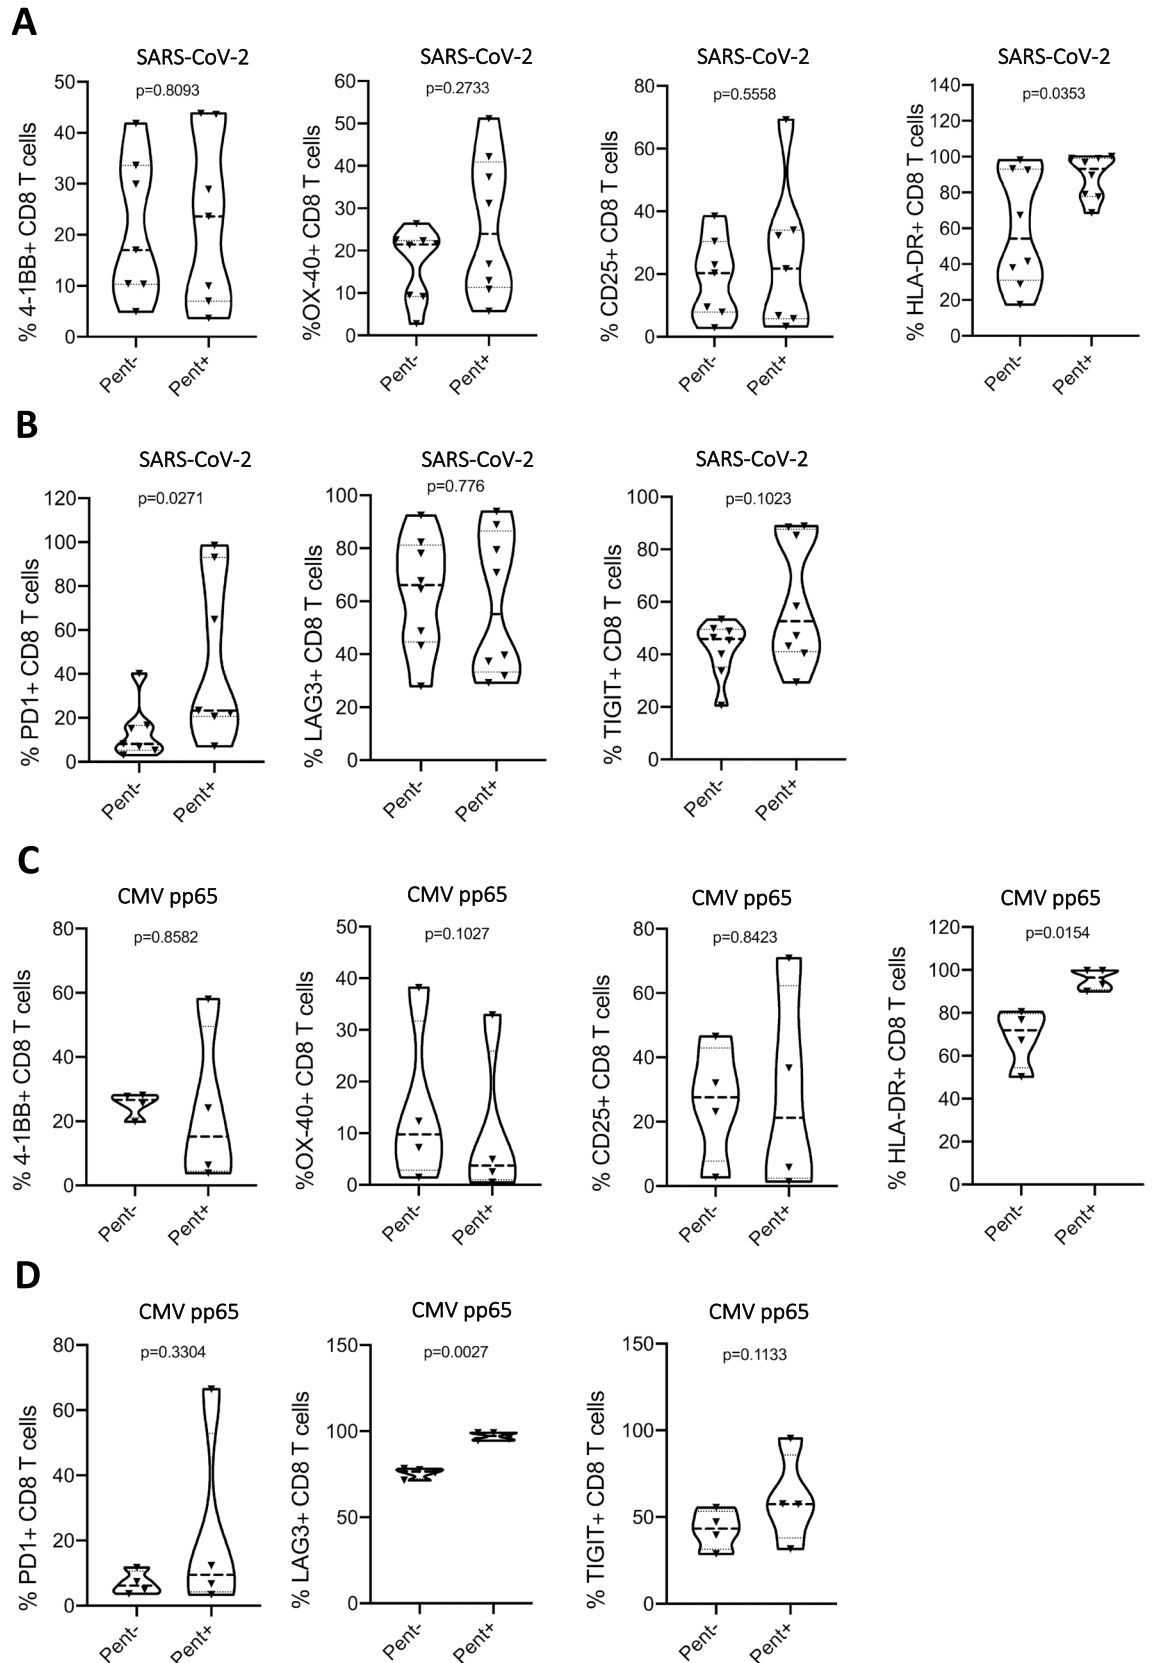 A
SARS-CoV-2
p=0.8093
% 4-1BB+ CD8 T cells
50
40
30
20
10
0
Pent-
Pent+
SARS-CoV-2
p=0.2733
%OX-40+ CD8 T cells
60
50
40
30
20
10
0
Pent-
Pent+
SARS-CoV-2
p=0.5558
% CD25+ CD8 T cells
80
60
40
20
0
Pent-
Pent+
SARS-CoV-2
p=0.0353
% HLA-DR+ CD8 T cells
140
120
100
80
60
40
20
0
Pent-
Pent+
B
SARS-CoV-2
p=0.0271
% PD1+ CD8 T cells
120
100
80
60
40
20
0
Pent-
Pent+
SARS-CoV-2
p=0.776
% LAG3+ CD8 T cells
100
80
60
40
20
0
Pent-
Pent+
SARS-CoV-2
p=0.1023
% TIGIT+ CD8 T cells
100
80
60
40
20
0
Pent-
Pent+
C
CMV pp65
p=0.8582
% 4-1BB+ CD8 T cells
80
60
40
20
0
Pent-
Pent+
CMV pp65
p=0.1027
%OX-40+ CD8 T cells
50
40
30
20
10
0
Pent-
Pent+
CMV pp65
p=0.8423
% CD25+ CD8 T cells
80
60
40
20
0
Pent-
Pent+
CMV pp65
p=0.0154
% HLA-DR+ CD8 T cells
120
100
80
60
40
20
0
Pent-
Pent+
D
CMV pp65
p=0.3304
% PD1+ CD8 T cells
80
60
40
20
0
Pent-
Pent+
CMV pp65
p=0.0027
% LAG3+ CD8 T cells
150
100
50
0
Pent-
Pent+
CMV pp65
p=0.1133
% TIGIT+ CD8 T cells
150
100
50
0
Pent-
Pent+